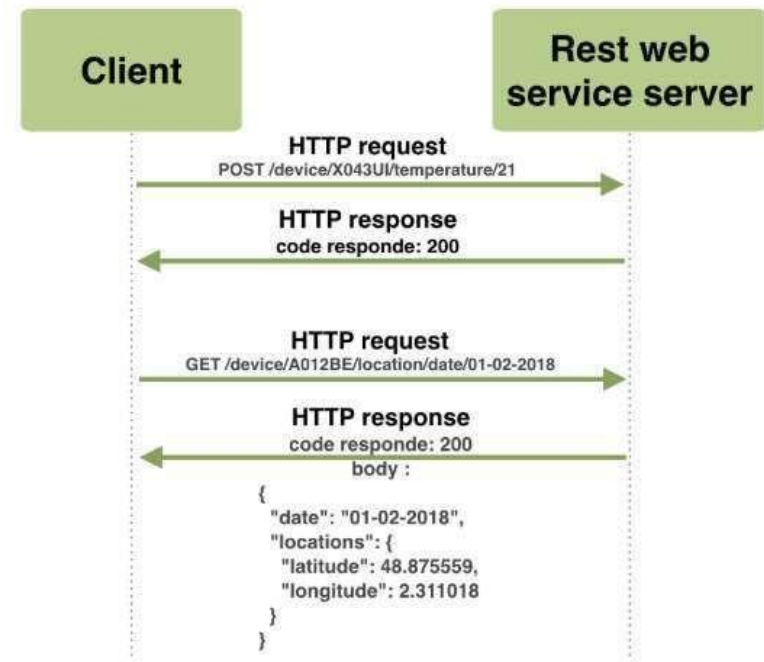 Client
Rest web
service server
HTTP request
POST /device/X043UI/temperature/21
HTTP response
code responde: 200
HTTP request
GET /device/A012BE/location/date/01-02-2018
HTTP response
code responde: 200
body :
{
"date": "01-02-2018",
"locations": {
"latitude": 48.875559,
"longitude": 2.311018
}
}